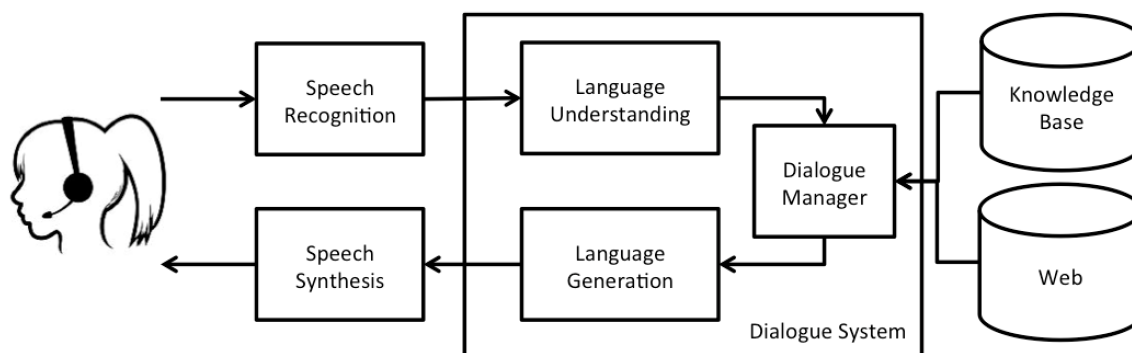 Speech
Recognition
Language
Understanding
Knowledge
Base
Dialogue
Manager
Speech
Synthesis
Language
Generation
Web
Dialogue System